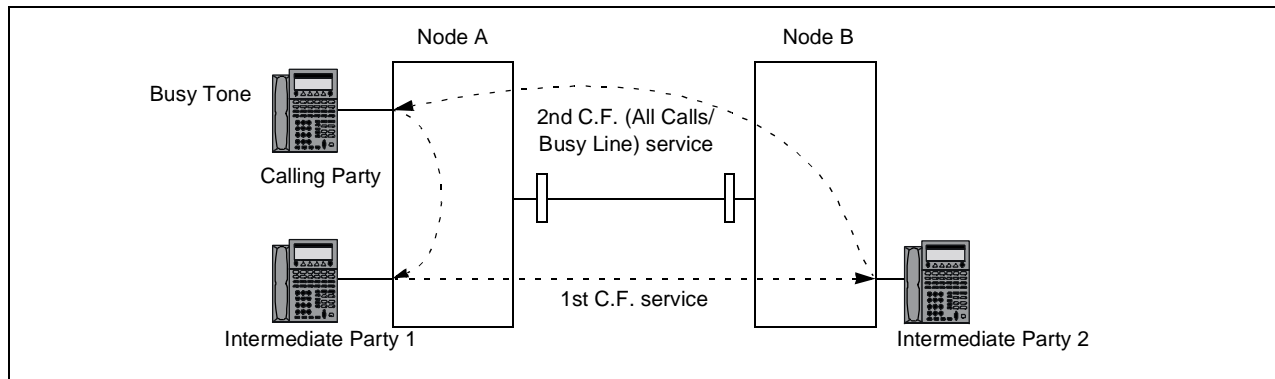 Node A
Node B
Busy Tone
2nd C.F. (All Calls/
Busy Line) service
Calling Party
1st C.F. service
Intermediate Party 1
Intermediate Party 2